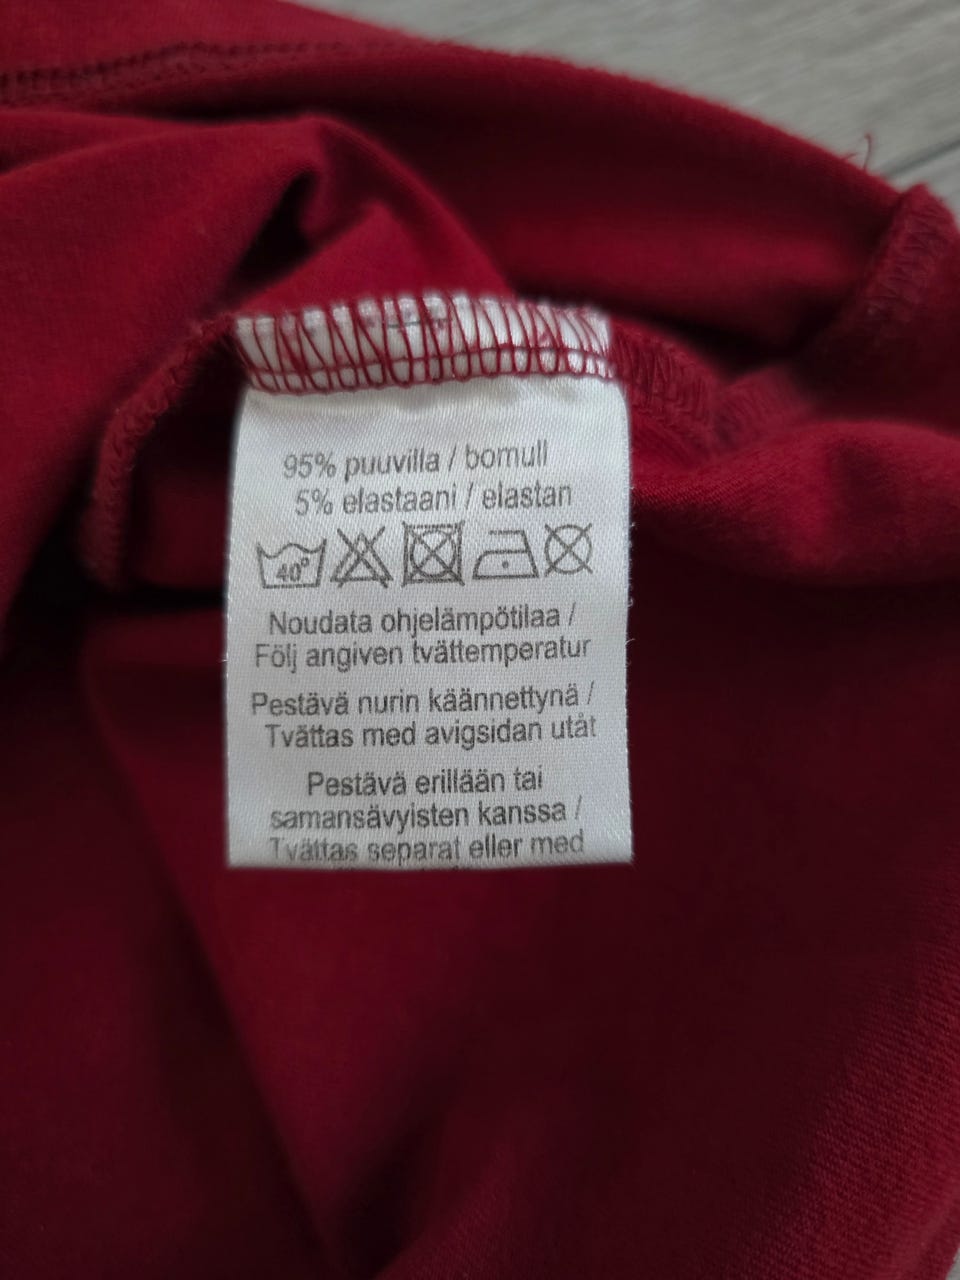 95% puuvilla / bomull
5% elastaani / elastan
40°
Noudata ohjelämpötilaa /
Följ angiven tvättemperatur
Pestävä nurin käännettynä /
Tvättas med avigsidan utåt
Pestävä erillään tai
samansävyisten kanssa /
Tvättas separat eller med